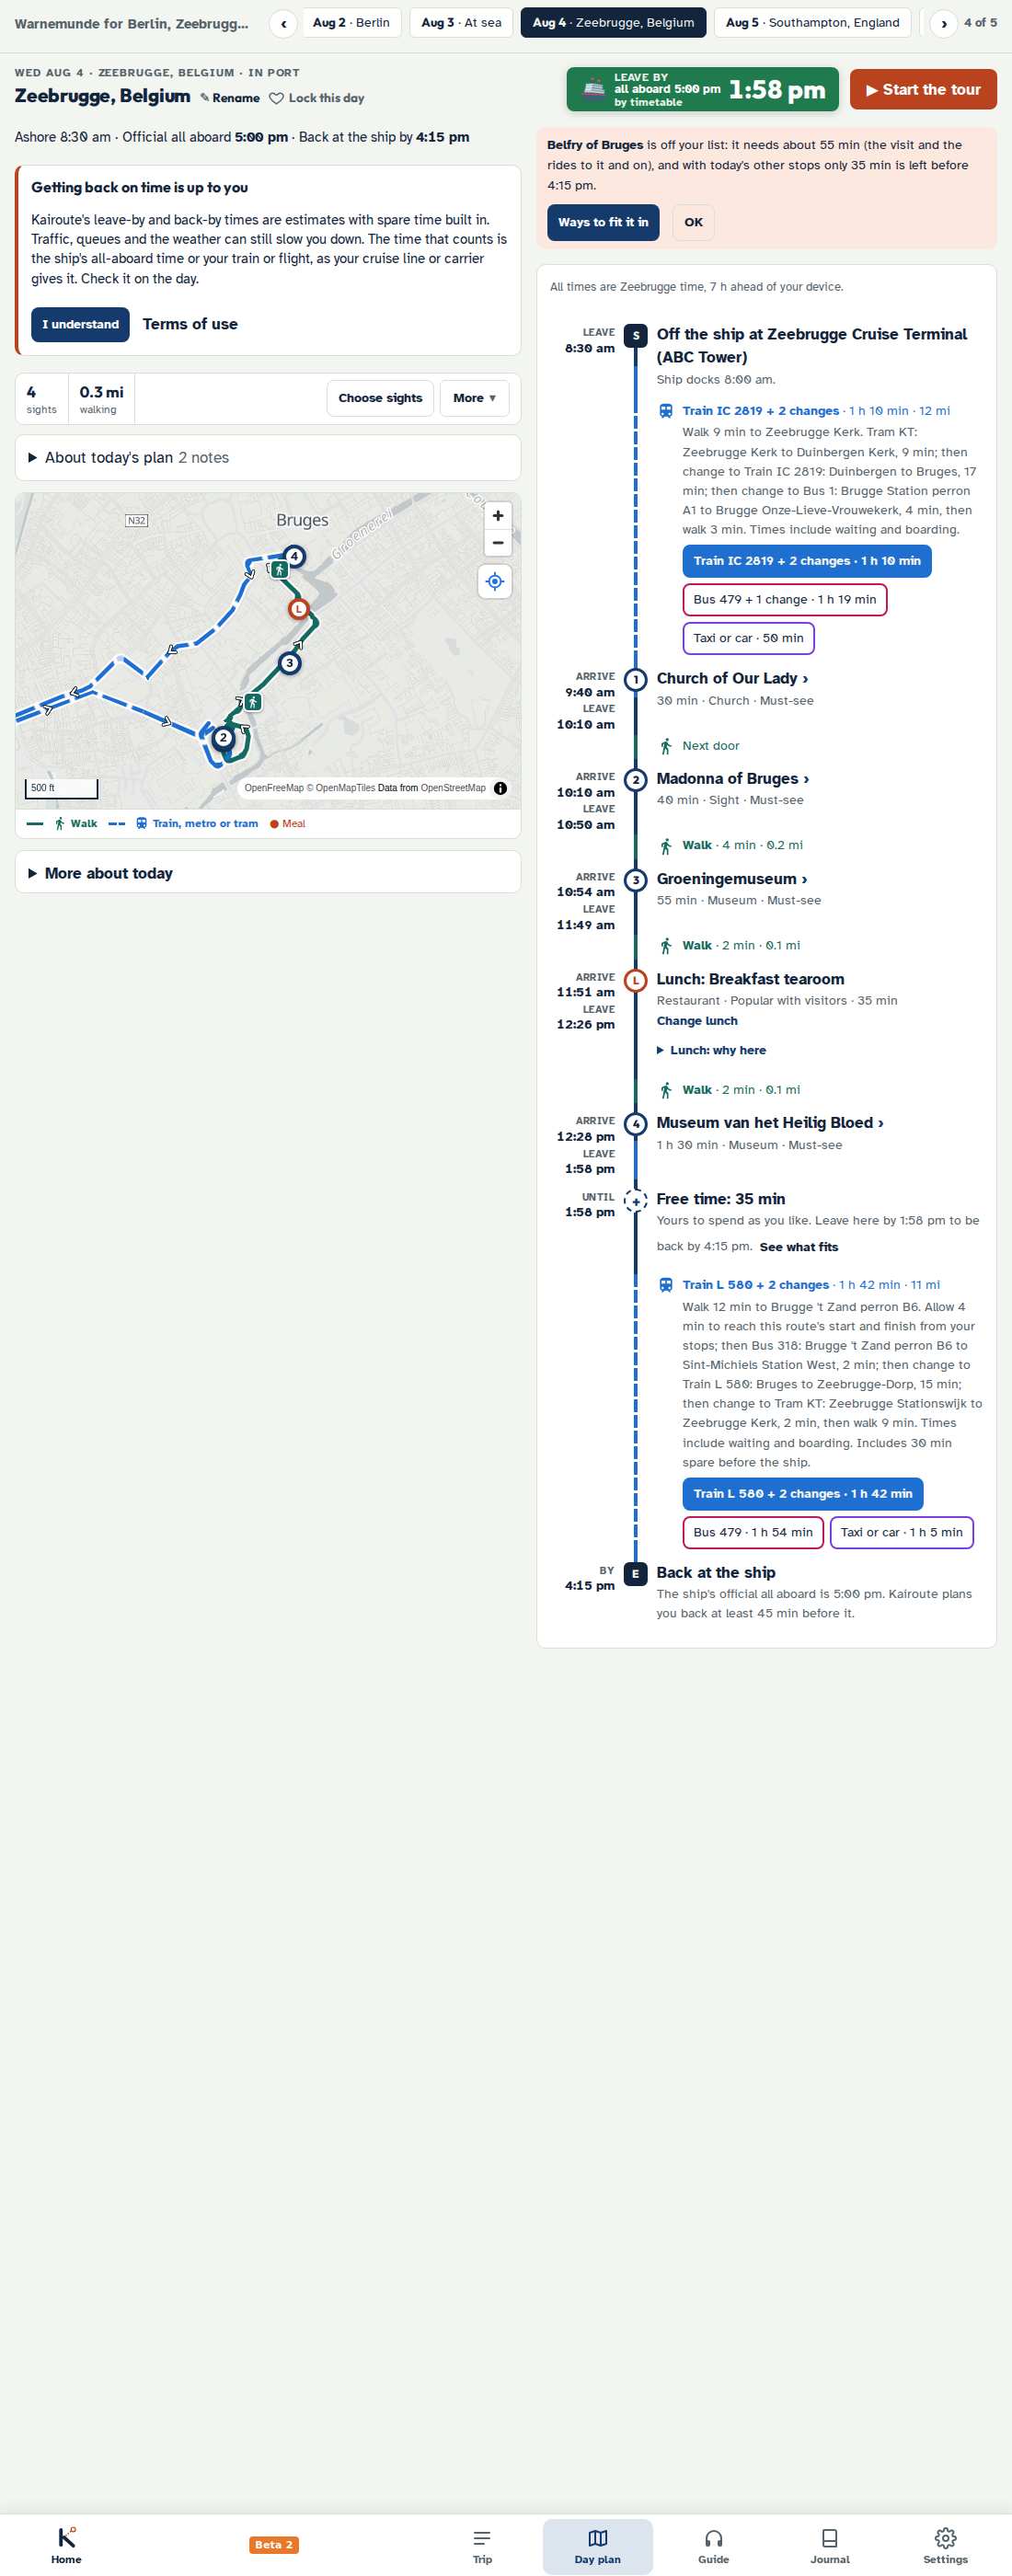 Warnemunde for Berlin, Zeebrugg...
‹
Aug 2 · Berlin
Aug 3 · At sea
Aug 4 · Zeebrugge, Belgium
Aug 5 · Southampton, England
›
4 of 5
WED AUG 4 · ZEEBRUGGE, BELGIUM · IN PORT
Zeebrugge, Belgium ✎ Rename ♡ Lock this day
LEAVE BY
all aboard 5:00 pm
by timetable
1:58 pm
▶ Start the tour
Ashore 8:30 am · Official all aboard 5:00 pm · Back at the ship by 4:15 pm
Getting back on time is up to you
Kairoute's leave-by and back-by times are estimates with spare time built in.
Traffic, queues and the weather can still slow you down. The time that counts is
the ship's all-aboard time or your train or flight, as your cruise line or carrier
gives it. Check it on the day.
I understand
Terms of use
4
sights
0.3 mi
walking
Choose sights
More ▼
▶ About today's plan 2 notes
N32
Bruges
Groenerei
+
−
4
L
3
2
500 ft
OpenFreeMap © OpenMapTiles Data from OpenStreetMap
Walk
Train, metro or tram
Meal
▶ More about today
Belfry of Bruges is off your list: it needs about 55 min (the visit and the
rides to it and on), and with today's other stops only 35 min is left before
4:15 pm.
Ways to fit it in
OK
All times are Zeebrugge time, 7 h ahead of your device.
LEAVE
8:30 am
S
Off the ship at Zeebrugge Cruise Terminal
(ABC Tower)
Ship docks 8:00 am.
Train IC 2819 + 2 changes · 1 h 10 min · 12 mi
Walk 9 min to Zeebrugge Kerk. Tram KT:
Zeebrugge Kerk to Duinbergen Kerk, 9 min; then
change to Train IC 2819: Duinbergen to Bruges, 17
min; then change to Bus 1: Brugge Station perron
A1 to Brugge Onze-Lieve-Vrouwekerk, 4 min, then
walk 3 min. Times include waiting and boarding.
Train IC 2819 + 2 changes · 1 h 10 min
Bus 479 + 1 change · 1 h 19 min
Taxi or car · 50 min
ARRIVE
9:40 am
LEAVE
10:10 am
1
Church of Our Lady ›
30 min · Church · Must-see
Next door
ARRIVE
10:10 am
LEAVE
10:50 am
2
Madonna of Bruges ›
40 min · Sight · Must-see
Walk · 4 min · 0.2 mi
ARRIVE
10:54 am
LEAVE
11:49 am
3
Groeningemuseum ›
55 min · Museum · Must-see
Walk · 2 min · 0.1 mi
ARRIVE
11:51 am
LEAVE
12:26 pm
L
Lunch: Breakfast tearoom
Restaurant · Popular with visitors · 35 min
Change lunch
▶ Lunch: why here
Walk · 2 min · 0.1 mi
ARRIVE
12:28 pm
LEAVE
1:58 pm
4
Museum van het Heilig Bloed ›
1 h 30 min · Museum · Must-see
UNTIL
1:58 pm
+
Free time: 35 min
Yours to spend as you like. Leave here by 1:58 pm to be
back by 4:15 pm. See what fits
Train L 580 + 2 changes · 1 h 42 min · 11 mi
Walk 12 min to Brugge 't Zand perron B6. Allow 4
min to reach this route's start and finish from your
stops; then Bus 318: Brugge 't Zand perron B6 to
Sint-Michiels Station West, 2 min; then change to
Train L 580: Bruges to Zeebrugge-Dorp, 15 min;
then change to Tram KT: Zeebrugge Stationswijk to
Zeebrugge Kerk, 2 min, then walk 9 min. Times
include waiting and boarding. Includes 30 min
spare before the ship.
Train L 580 + 2 changes · 1 h 42 min
Bus 479 · 1 h 54 min
Taxi or car · 1 h 5 min
BY
4:15 pm
E
Back at the ship
The ship's official all aboard is 5:00 pm. Kairoute plans
you back at least 45 min before it.
Home
Beta 2
Trip
Day plan
Guide
Journal
Settings